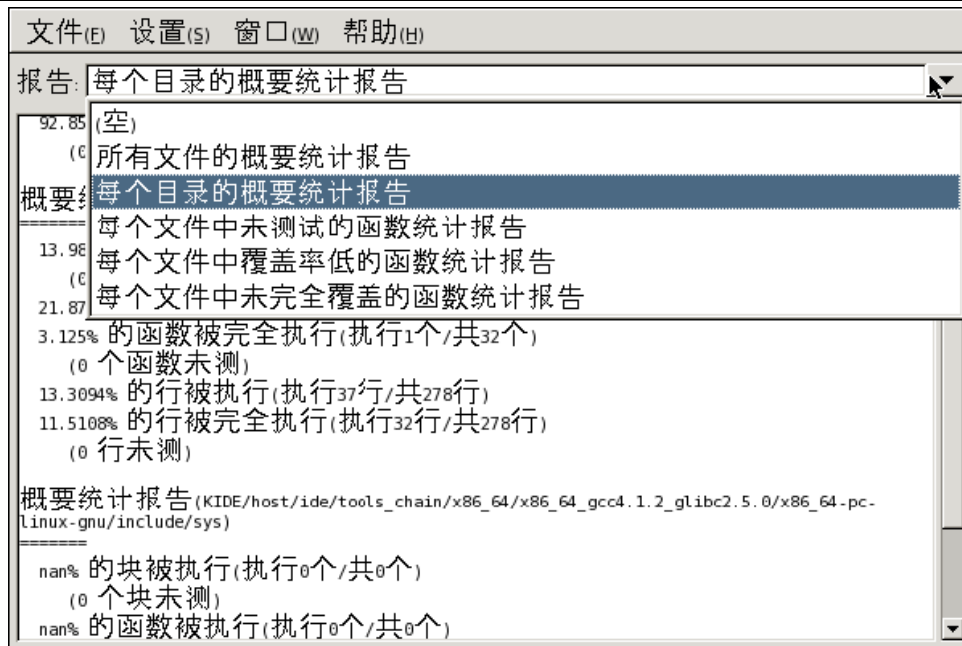 文件(F) 设置(S) 窗口(W) 帮助(H)
报告: 每个目录的概要统计报告
(空)
所有文件的概要统计报告
每个目录的概要统计报告
每个文件中未测试的函数统计报告
每个文件中覆盖率低的函数统计报告
每个文件中未完全覆盖的函数统计报告
92.85
(0
概要
=======
13.98
(0
21.87
3.125% 的函数被完全执行(执行1个/共32个)
(0 个函数未测)
13.3094% 的行被执行(执行37行/共278行)
11.5108% 的行被完全执行(执行32行/共278行)
(0 行未测)
概要统计报告(KIDE/host/ide/tools_chain/x86_64/x86_64_gcc4.1.2_glibc2.5.0/x86_64-pc-
linux-gnu/include/sys)
=======
nan% 的块被执行(执行0个/共0个)
(0 个块未测)
nan% 的函数被执行(执行0个/共0个)